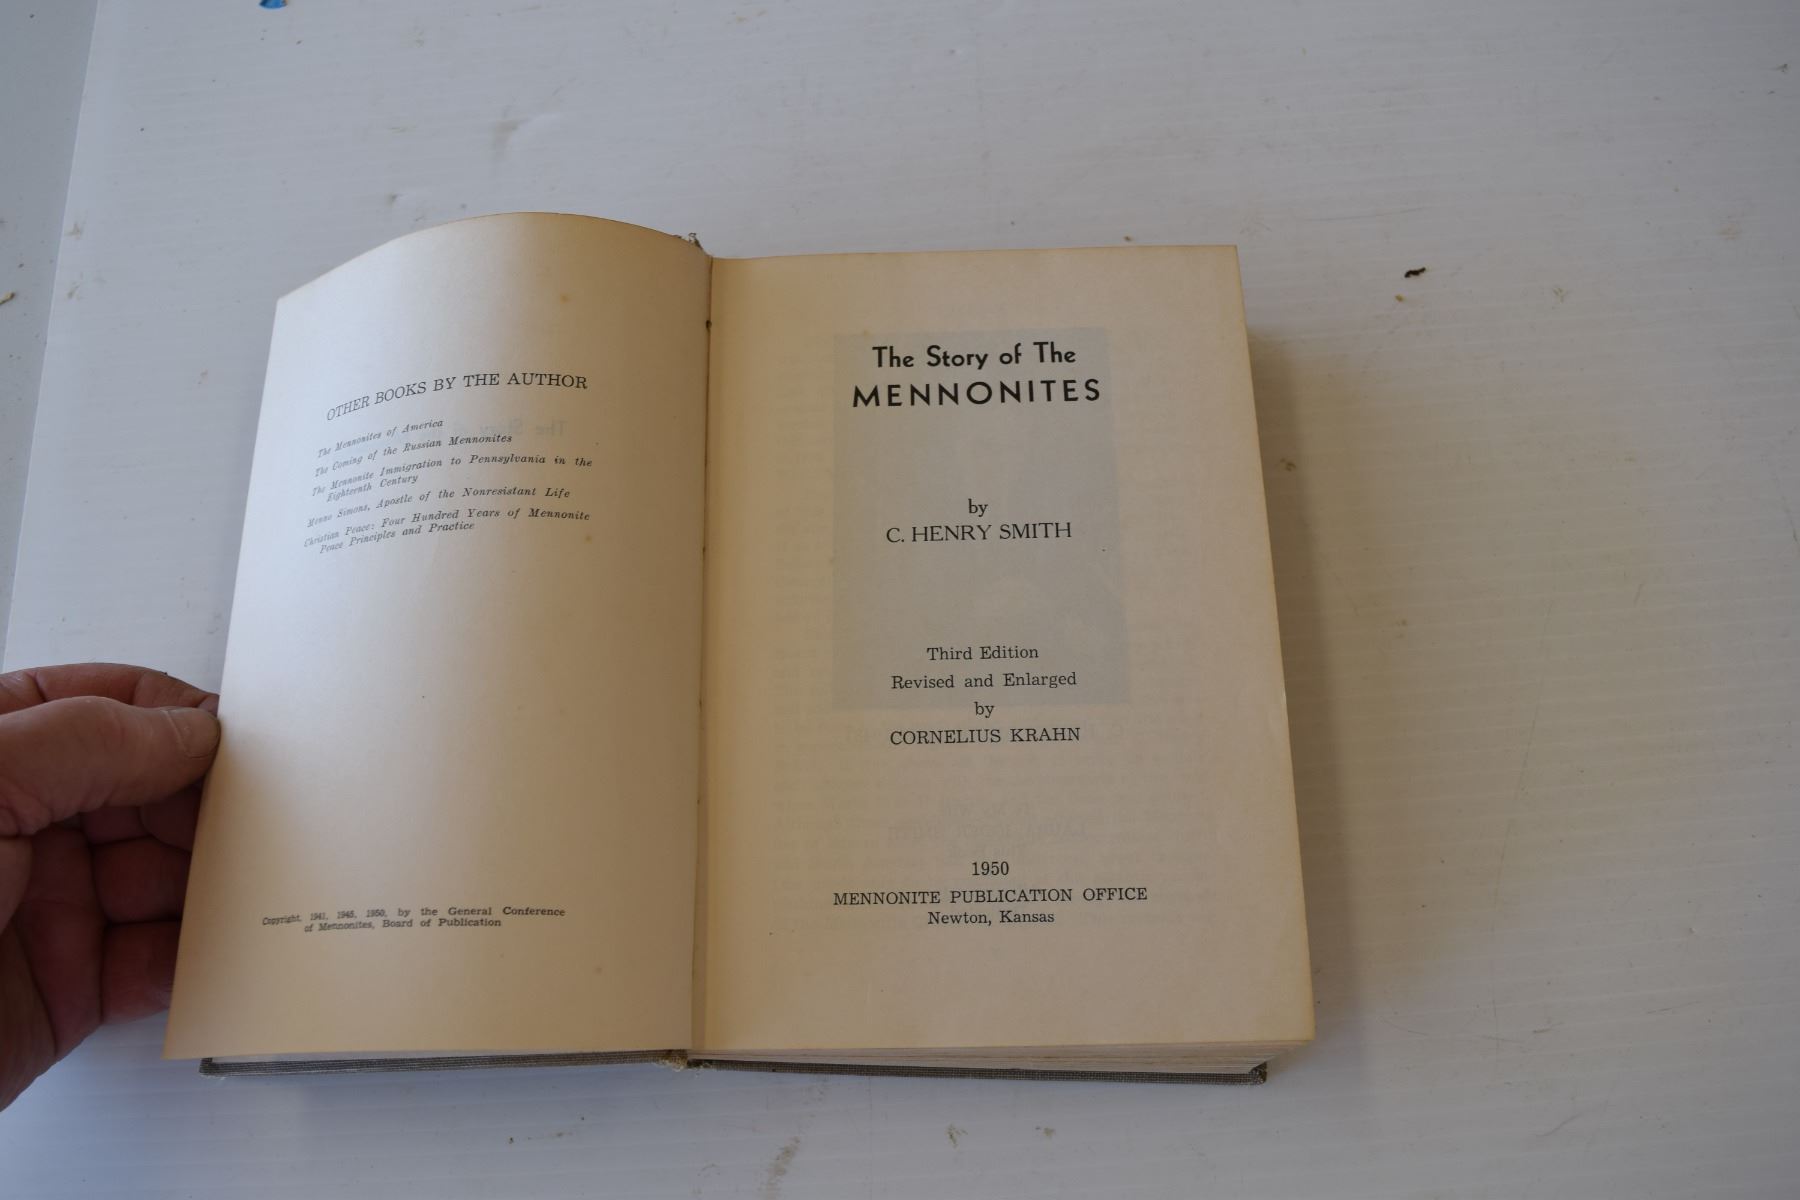 OTHER BOOKS BY THE AUTHOR
The Mennonites of America
The Coming of the Russian Mennonites
The Mennonite Immigration to Pennsylvania in the
Eighteenth Century
Menno Simons, Apostle of the Nonresistant Life
Christian Peace: Four Hundred Years of Mennonite
Peace Principles and Practice
Copyright, 1941, 1945, 1950, by the General Conference
of Mennonites, Board of Publication
The Story of The
MENNONITES
by
C. HENRY SMITH
Third Edition
Revised and Enlarged
by
CORNELIUS KRAHN
1950
MENNONITE PUBLICATION OFFICE
Newton, Kansas